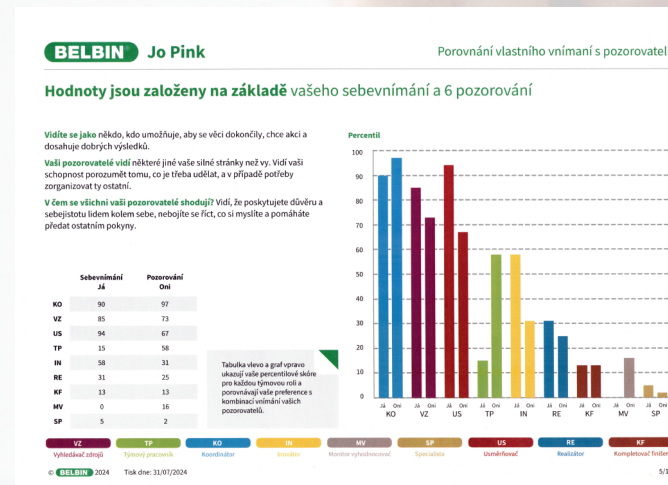 BELBIN® Jo Pink
Porovnání vlastního vnímaní s pozorovatel
Hodnoty jsou založeny na základě vašeho sebevnímání a 6 pozorování
Vidíte se jako někdo, kdo umožňuje, aby se věci dokončily, chce akci a
dosahuje dobrých výsledků.
Vaši pozorovatelé vidí některé jiné vaše silné stránky než vy. Vidí vaši
schopnost porozumět tomu, co je třeba udělat, a v případě potřeby
zorganizovat ty ostatní.
V čem se všichni vaši pozorovatelé shodují? Vidí, že poskytujete důvěru a
sebejistotu lidem kolem sebe, nebojíte se říct, co si myslíte a pomáháte
předat ostatním pokyny.
Sebevnímání Pozorování
Já Oni
KO 90 97
VZ 85 73
US 94 67
TP 15 58
IN 58 31
RE 31 25
KF 13 13
MV 0 16
SP 5 2
Tabulka vlevo a graf vpravo
ukazují vaše percentilové skóre
pro každou týmovou roli a
porovnávají vaše preference s
kombinací vnímání vašich
pozorovatelů.
Percentil
100
90
80
70
60
50
40
30
20
10
0
Já Oni Já Oni Já Oni Já Oni Já Oni Já Oni Já Oni Já Oni Já Oni
KO VZ US TP IN RE KF MV SP
VZ TP KO IN MV SP US RE KF
Vyhledávač zdrojů Týmový pracovník Koordinátor Inovátor Monitor vyhodnocovač Specialista Usměrňovač Realizátor Kompletovač finišer
© BELBIN® 2024 Tisk dne: 31/07/2024
5/1